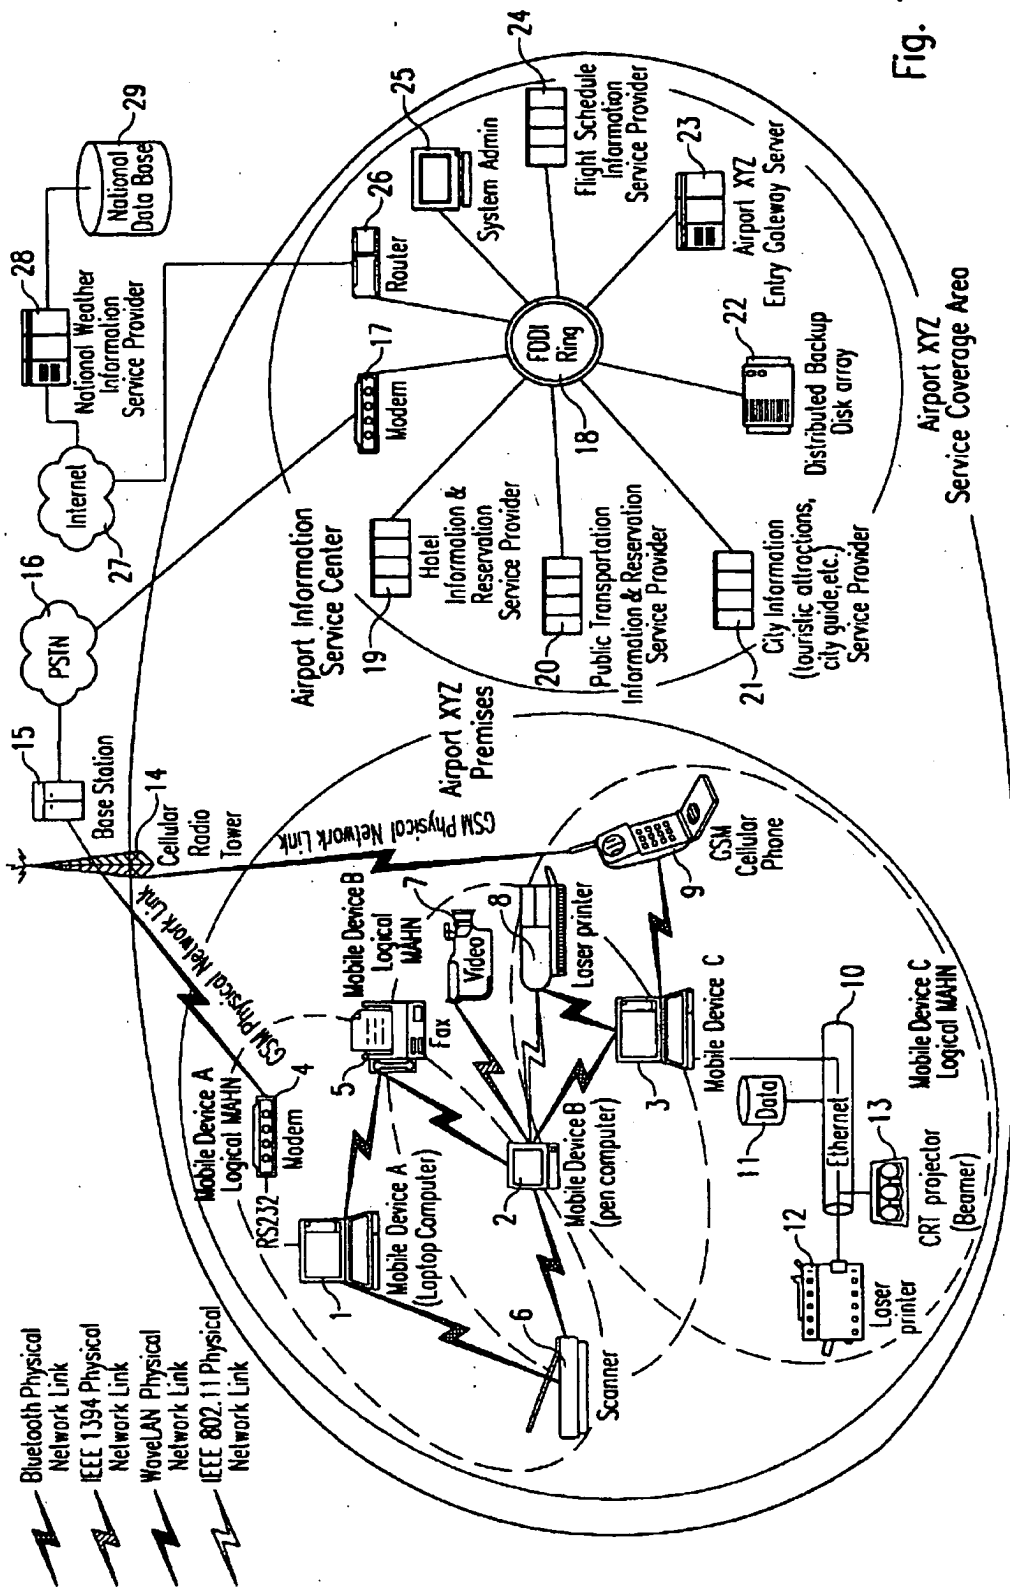 Bluetooth Physical
Network Link
IEEE 1394 Physical
Network Link
WaveLAN Physical
Network Link
IEEE 802.11 Physical
Network Link
15
Base Station
16
PSTN
Internet
27
28
National Weather
Information
Service Provider
29
National
Data Base
14
Cellular
Radio
Tower
GSM Physical Network Link
GSM Physical Network Link
Mobile Device A
Logical MAHN
RS232
4
Modem
1
Mobile Device A
(Laptop Computer)
5
Fax
Mobile Device B
Logical
MAHN
7
Video
8
Laser printer
9
GSM
Cellular
Phone
2
Mobile Device B
(pen computer)
3
Mobile Device C
6
Scanner
10
Ethernet
11
Data
12
Laser
printer
13
CRT projector
(Beamer)
Mobile Device C
Logical MAHN
Airport XYZ
Premises
Airport Information
Service Center
17
Modem
26
Router
25
System Admin
24
Flight Schedule
Information
Service Provider
FDDI
Ring
18
19
Hotel
Information &
Reservation
Service Provider
20
Public Transportation
Information & Reservation
Service Provider
21
City Information
(touristic attractions,
city guide,etc.)
Service Provider
22
Distributed Backup
Disk array
23
Airport XYZ
Entry Gateway Server
Airport XYZ
Service Coverage Area
Fig.